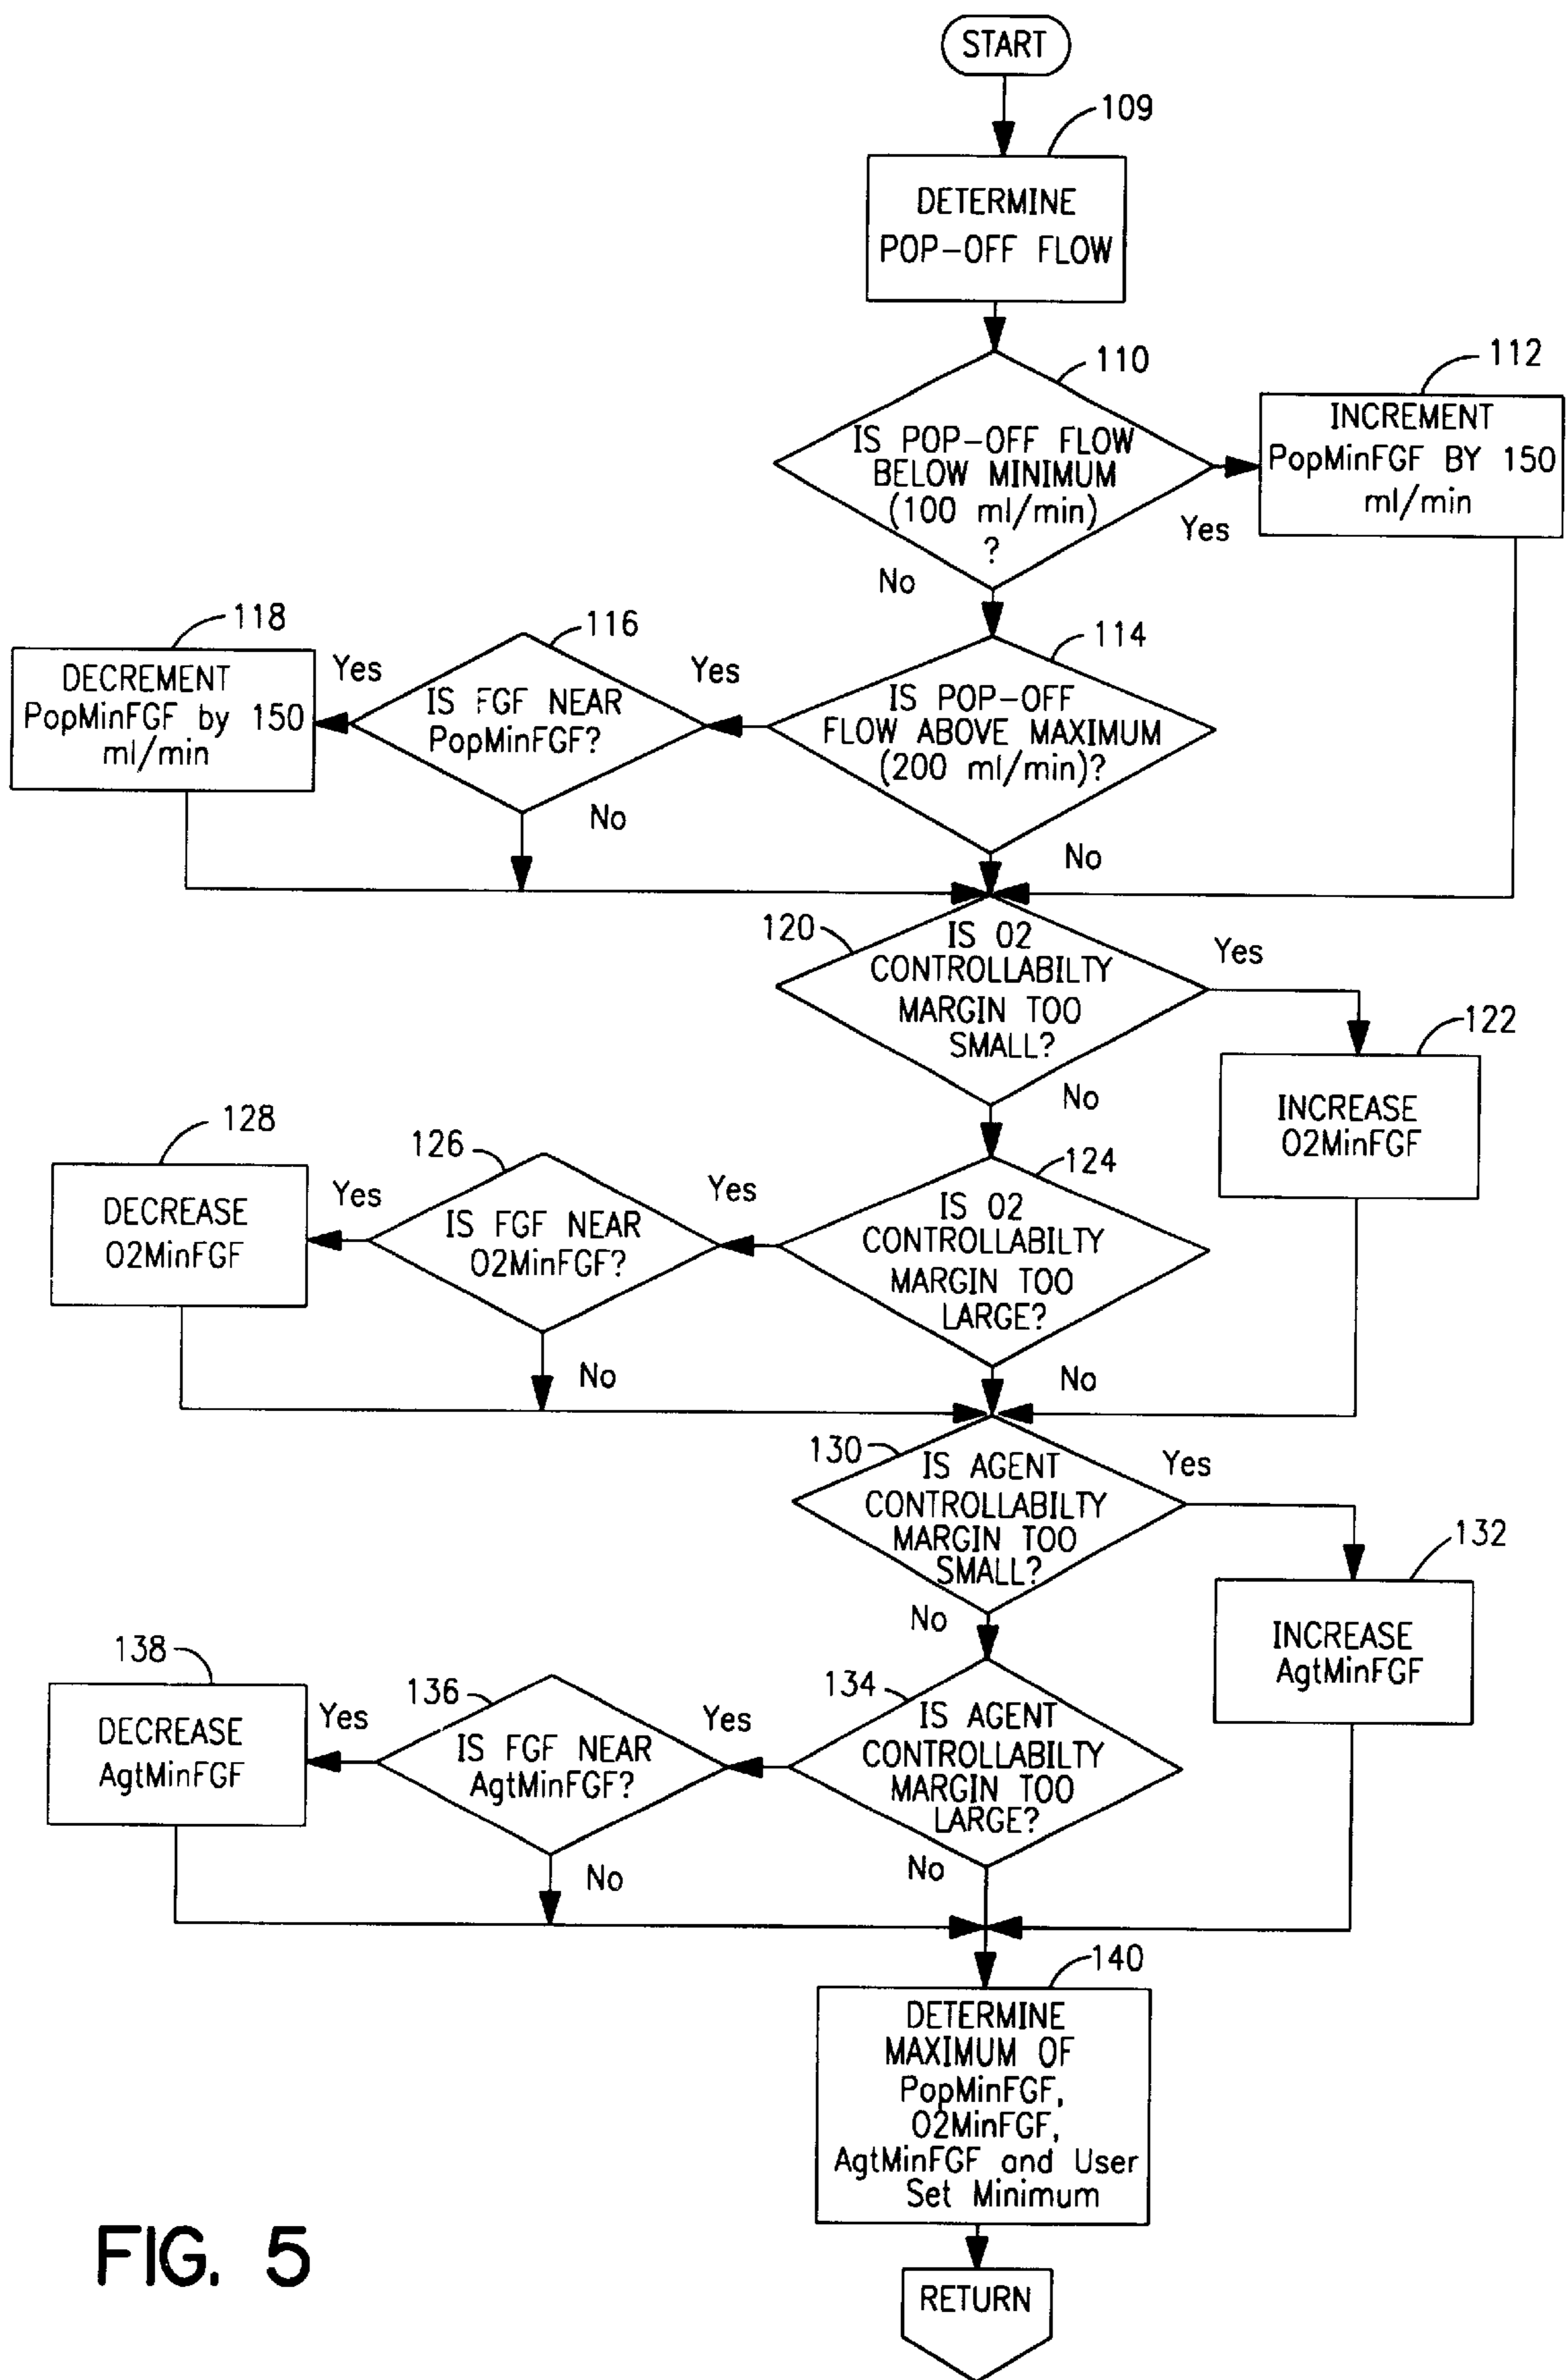 START
109
DETERMINE
POP-OFF FLOW
110
IS POP-OFF FLOW
BELOW MINIMUM
(100 ml/min)
?
Yes
No
112
INCREMENT
PopMinFGF BY 150
ml/min
114
IS POP-OFF
FLOW ABOVE MAXIMUM
(200 ml/min)?
Yes
No
116
IS FGF NEAR
PopMinFGF?
Yes
No
118
DECREMENT
PopMinFGF by 150
ml/min
120
IS O2
CONTROLLABILTY
MARGIN TOO
SMALL?
Yes
No
122
INCREASE
O2MinFGF
124
IS O2
CONTROLLABILTY
MARGIN TOO
LARGE?
Yes
No
126
IS FGF NEAR
O2MinFGF?
Yes
No
128
DECREASE
O2MinFGF
130
IS AGENT
CONTROLLABILTY
MARGIN TOO
SMALL?
Yes
No
132
INCREASE
AgtMinFGF
134
IS AGENT
CONTROLLABILTY
MARGIN TOO
LARGE?
Yes
No
136
IS FGF NEAR
AgtMinFGF?
Yes
No
138
DECREASE
AgtMinFGF
140
DETERMINE
MAXIMUM OF
PopMinFGF,
O2MinFGF,
AgtMinFGF and User
Set Minimum
RETURN
FIG. 5